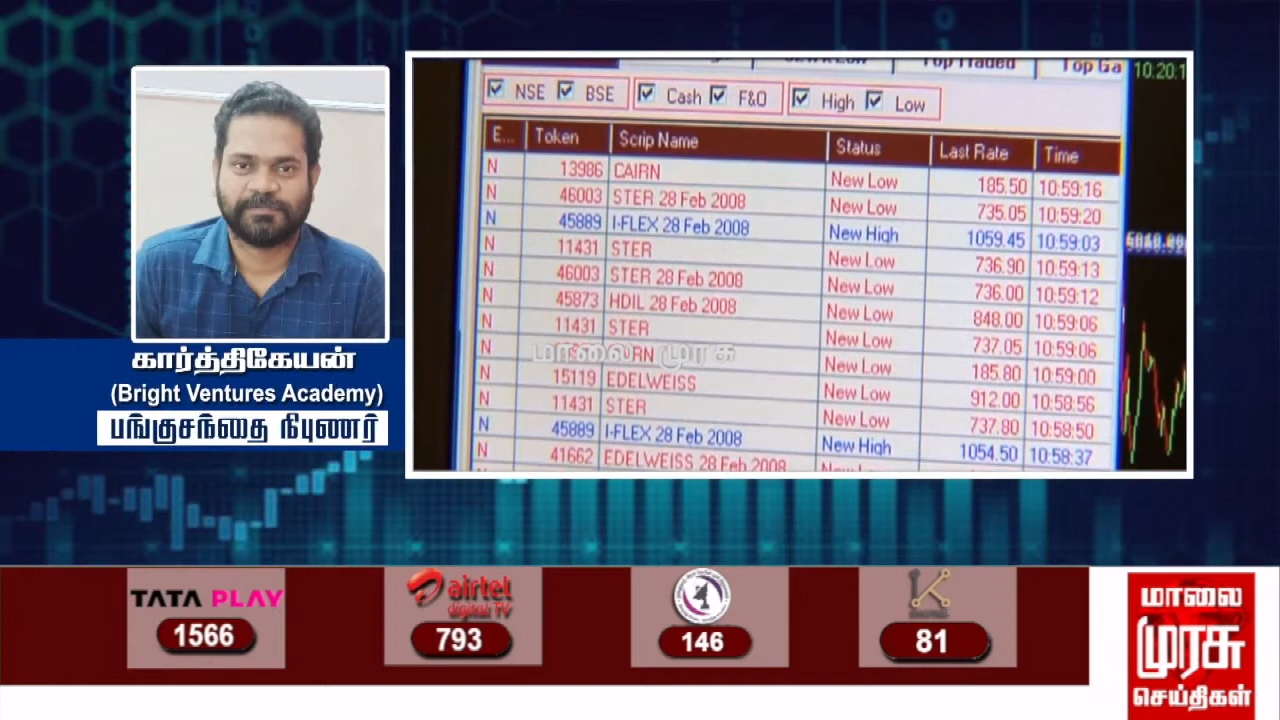 Top Traded
Top Ga
10:20:1
NSE BSE Cash F&O High Low
E... Token Scrip Name Status Last Rate Time
N 13986 CAIRN New Low 185.50 10:59:16
N 46003 STER 28 Feb 2008 New Low 735.05 10:59:20
N 45889 I-FLEX 28 Feb 2008 New High 1059.45 10:59:03
N 11431 STER New Low 736.90 10:59:13
N 46003 STER 28 Feb 2008 New Low 736.00 10:59:12
N 45873 HDIL 28 Feb 2008 New Low 848.00 10:59:06
N 11431 STER New Low 737.05 10:59:06
N New Low 185.80 10:59:00
N 15119 EDELWEISS New Low 912.00 10:58:56
N 11431 STER New Low 737.80 10:58:50
N 45889 I-FLEX 28 Feb 2008 New High 1054.50 10:58:37
N 41662 EDELWEISS 28 Feb 2008
மாலை முரசு
கார்த்திகேயன்
(Bright Ventures Academy)
பங்குசந்தை நிபுணர்
TATA PLAY
1566
airtel
digital TV
793
146
81
மாலை
முரசு
செய்திகள்